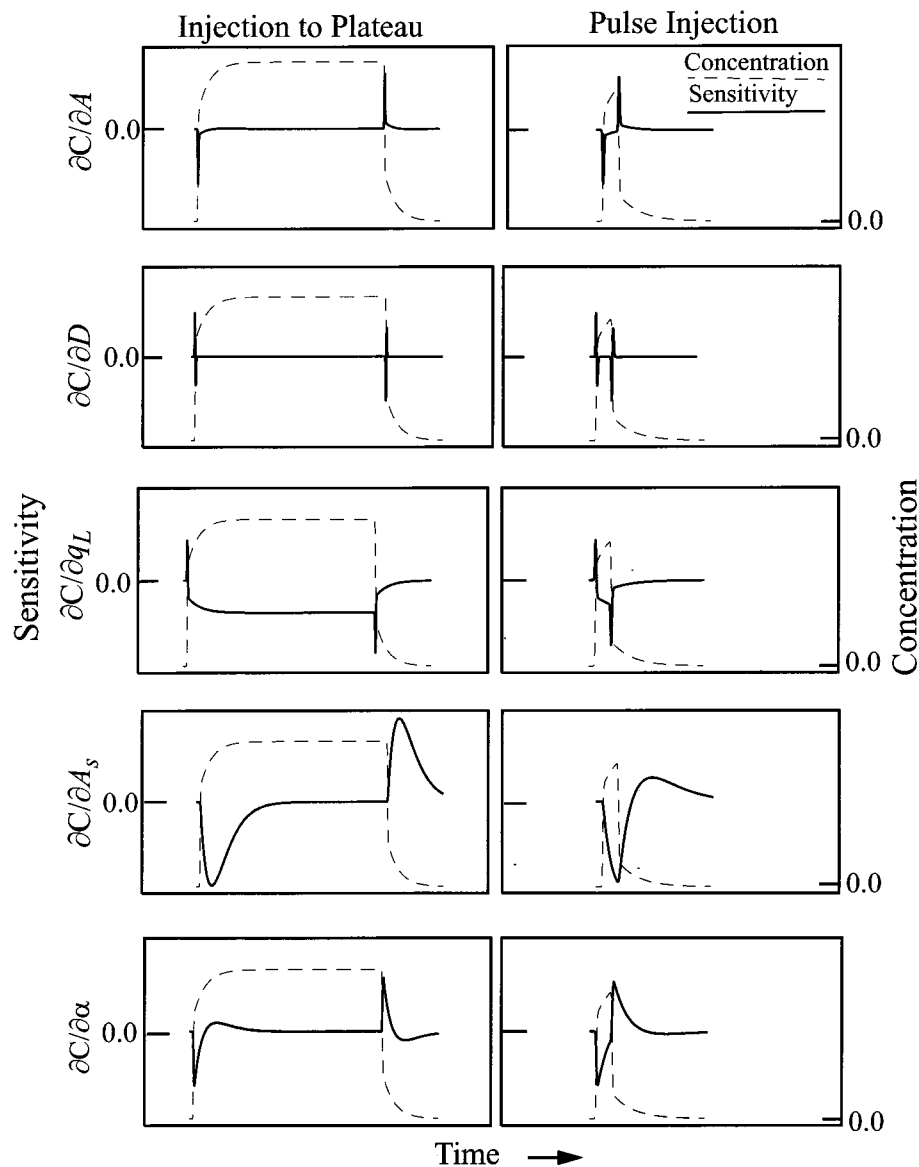 Injection to Plateau
Pulse Injection
Concentration
Sensitivity
∂C/∂A
0.0
0.0
∂C/∂D
0.0
0.0
∂C/∂q_L
0.0
0.0
∂C/∂A_s
0.0
0.0
∂C/∂α
0.0
0.0
Sensitivity
Concentration
Time